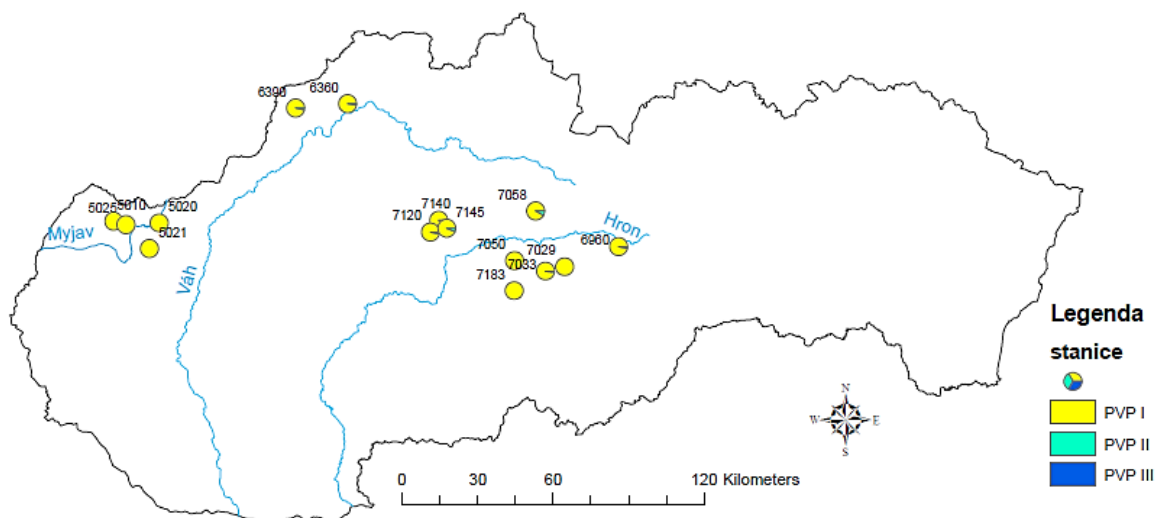 6390
6360
5025
5010
5020
5021
Myjav
Váh
7140
7120
7145
7058
Hron
7050
7029
6960
7033
7183
N
W
E
S
0
30
60
120 Kilometers
Legenda
stanice
PVP I
PVP II
PVP III